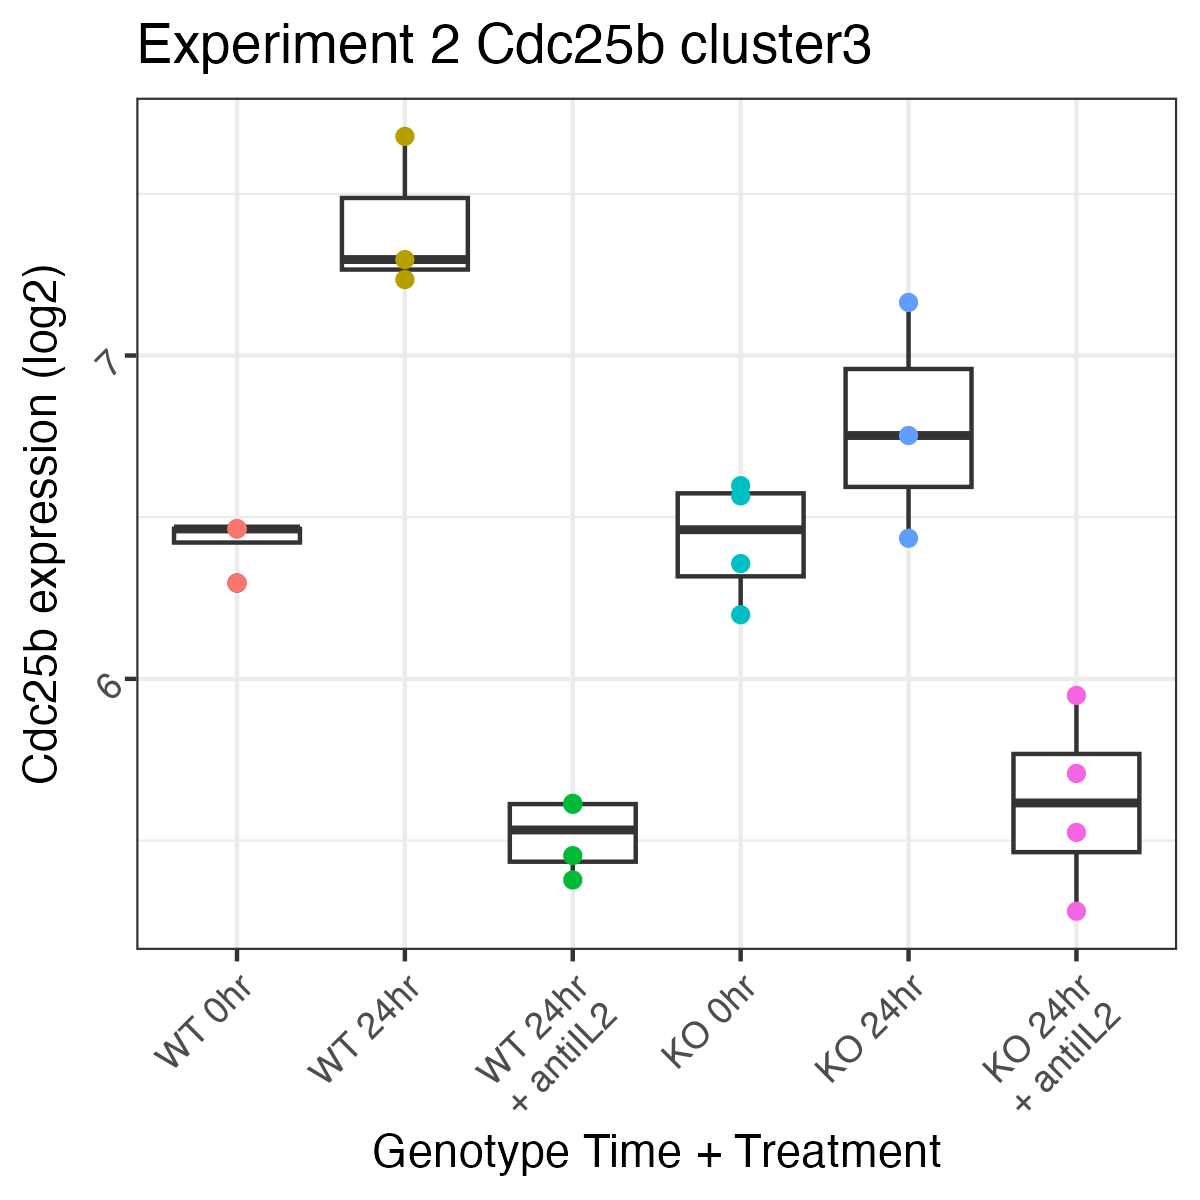 Experiment 2 Cdc25b cluster3
Cdc25b expression (log2)
7
6
WT 0hr
WT 24hr
WT 24hr
+ antiIL2
KO 0hr
KO 24hr
KO 24hr
+ antiIL2
Genotype Time + Treatment